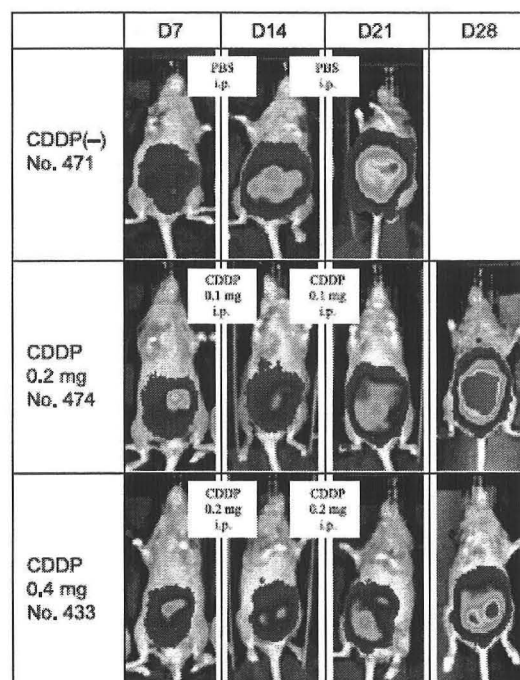 D7 D14 D21 D28
CDDP(–)
No. 471
PBS
i.p.
PBS
i.p.
CDDP
0.2 mg
No. 474
CDDP
0.1 mg
i.p.
CDDP
0.1 mg
i.p.
CDDP
0.4 mg
No. 433
CDDP
0.2 mg
i.p.
CDDP
0.2 mg
i.p.